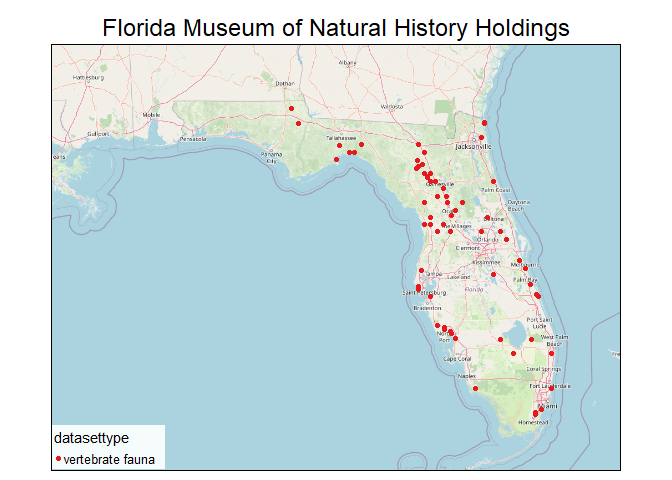 Florida Museum of Natural History Holdings
Albany
Hattiesburg
Dothan
Valdosta
Mobile
Gulfport
Pensacola
Tallahassee
Jacksonville
Panama
City
Palm Coast
Daytona
Beach
The Villages
Deltona
Clermont
Orlando
Kissimmee
Melbourne
Tampa
Lakeland
Palm Bay
Florida
Saint Petersburg
Bradenton
Port Saint
Lucie
North
Port
West Palm
Beach
Cape Coral
Coral Springs
Naples
Fort Lauderdale
Miami
Homestead
datasettype
vertebrate fauna